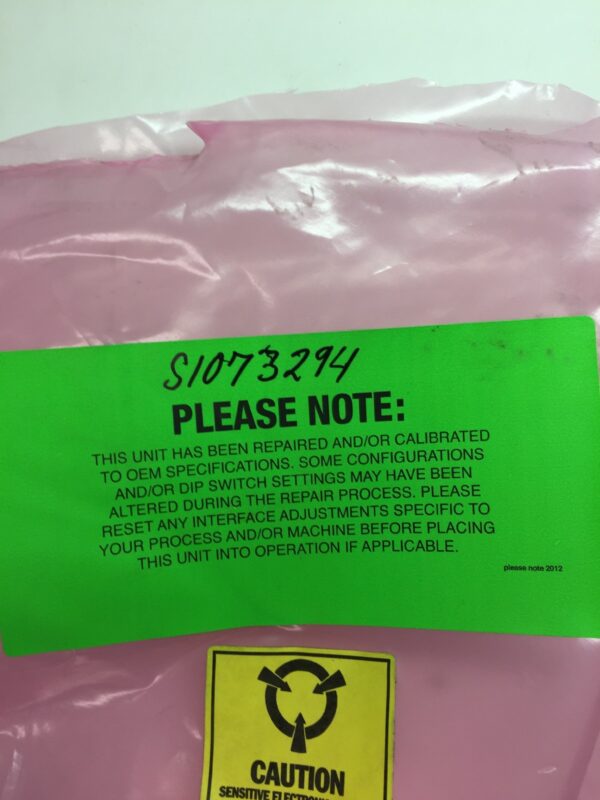 S1073294
PLEASE NOTE:
THIS UNIT HAS BEEN REPAIRED AND/OR CALIBRATED
TO OEM SPECIFICATIONS. SOME CONFIGURATIONS
AND/OR DIP SWITCH SETTINGS MAY HAVE BEEN
ALTERED DURING THE REPAIR PROCESS. PLEASE
RESET ANY INTERFACE ADJUSTMENTS SPECIFIC TO
YOUR PROCESS AND/OR MACHINE BEFORE PLACING
THIS UNIT INTO OPERATION IF APPLICABLE.
please note 2012
CAUTION
SENSITIVE